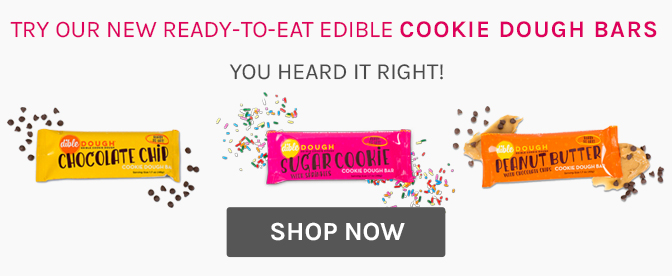 TRY OUR NEW READY-TO-EAT EDIBLE COOKIE DOUGH BARS
YOU HEARD IT RIGHT!
edible DOUGH
CHOCOLATE CHIP
COOKIE DOUGH BAR
DOUGH
SUGAR COOKIE
WITH SPRINKLES
COOKIE DOUGH BAR
edible DOUGH
PEANUT BUTTER
WITH CHOCOLATE CHIPS
COOKIE DOUGH BAR
SHOP NOW